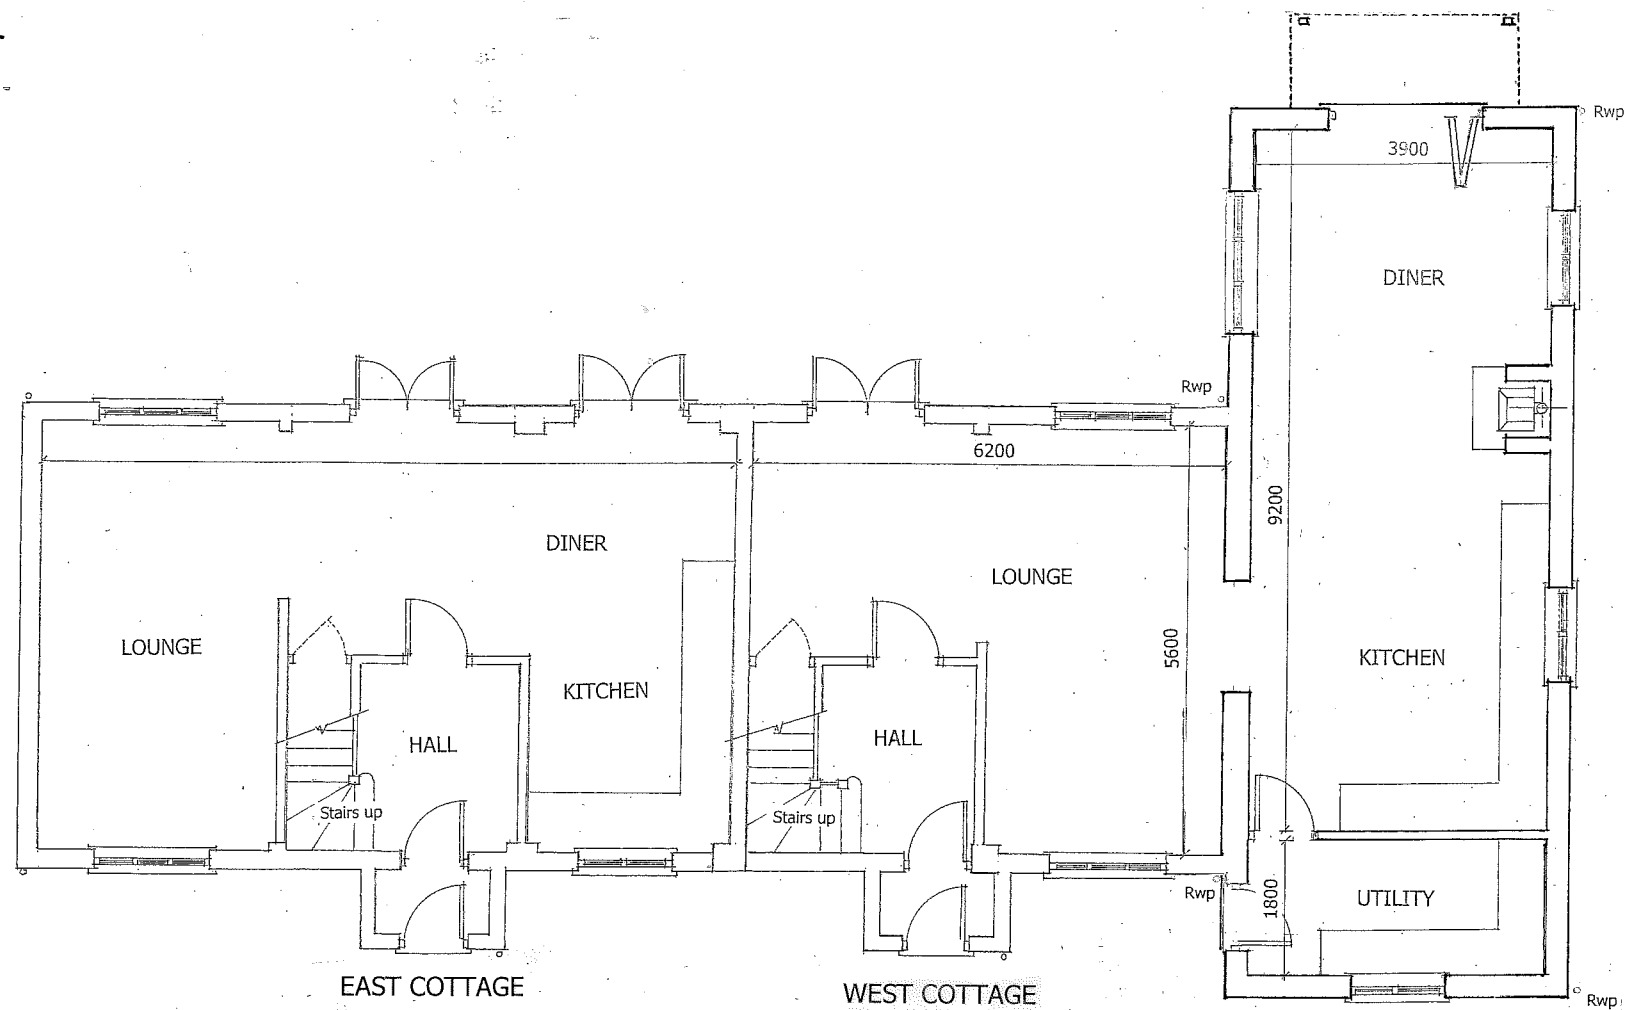 Rwp
3900
DINER
Rwp
6200
9200
DINER
LOUNGE
5600
LOUNGE
KITCHEN
KITCHEN
HALL
HALL
Stairs up
Stairs up
Rwp
1800
UTILITY
EAST COTTAGE
WEST COTTAGE
Rwp